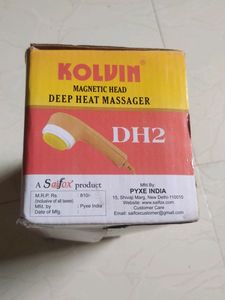 KOLVIN®
MAGNETIC HEAD
DEEP HEAT MASSAGER
DH2
A Saifox® product
M.R.P. Rs. : 810/-
(Inclusive of all taxes)
Mfd. by : Pyxe India
Date of Mfg.
Mfd By :
PYXE INDIA
15, Shivaji Marg, New Delhi-110015
Website : www.saifox.com
Customer Care
Email: saifoxcustomer@gmail.com